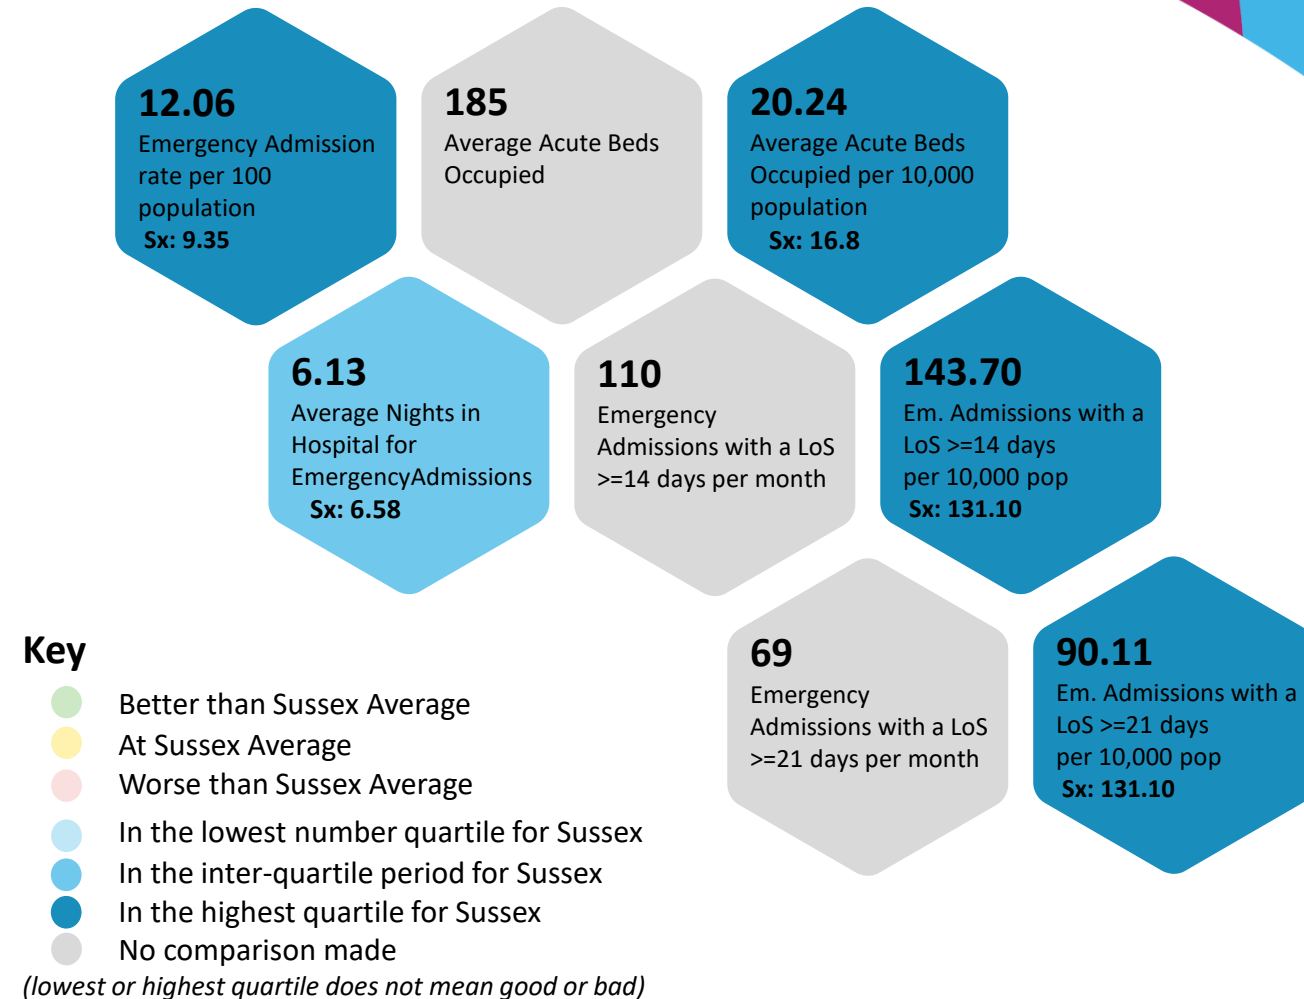 12.06
Emergency Admission
rate per 100
population
Sx: 9.35
185
Average Acute Beds
Occupied
20.24
Average Acute Beds
Occupied per 10,000
population
Sx: 16.8
6.13
Average Nights in
Hospital for
EmergencyAdmissions
Sx: 6.58
110
Emergency
Admissions with a LoS
>=14 days per month
143.70
Em. Admissions with a
LoS >=14 days
per 10,000 pop
Sx: 131.10
69
Emergency
Admissions with a LoS
>=21 days per month
90.11
Em. Admissions with a
LoS >=21 days
per 10,000 pop
Sx: 131.10
Key
Better than Sussex Average
At Sussex Average
Worse than Sussex Average
In the lowest number quartile for Sussex
In the inter-quartile period for Sussex
In the highest quartile for Sussex
No comparison made
(lowest or highest quartile does not mean good or bad)